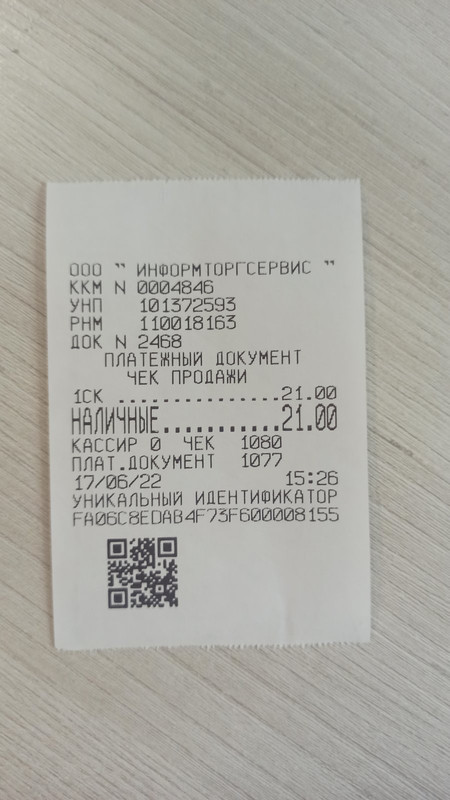 ООО " ИНФОРМТОРГСЕРВИС "
ККМ N 0004846
УНП 101372593
РНМ 110018163
ДОК N 2468
ПЛАТЕЖНЫЙ ДОКУМЕНТ
ЧЕК ПРОДАЖИ
1СК ...............21.00
НАЛИЧНЫЕ...........21.00
КАССИР 0 ЧЕК 1080
ПЛАТ.ДОКУМЕНТ 1077
17/06/22 15:26
УНИКАЛЬНЫЙ ИДЕНТИФИКАТОР
FA06C8EDAB4F73F600008155